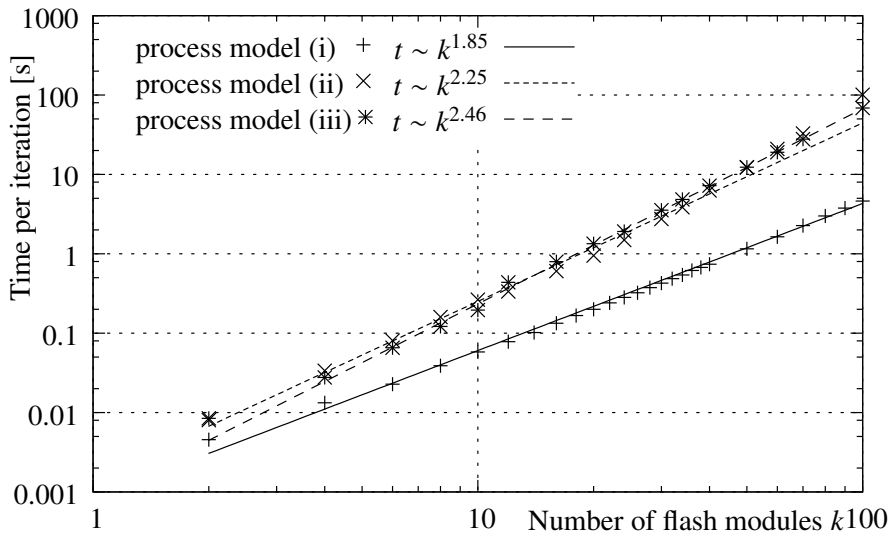 1000
100
10
1
0.1
0.01
0.001
Time per iteration [s]
process model (i) + t ~ k^1.85
process model (ii) × t ~ k^2.25
process model (iii) ∗ t ~ k^2.46
1
10
100
Number of flash modules k